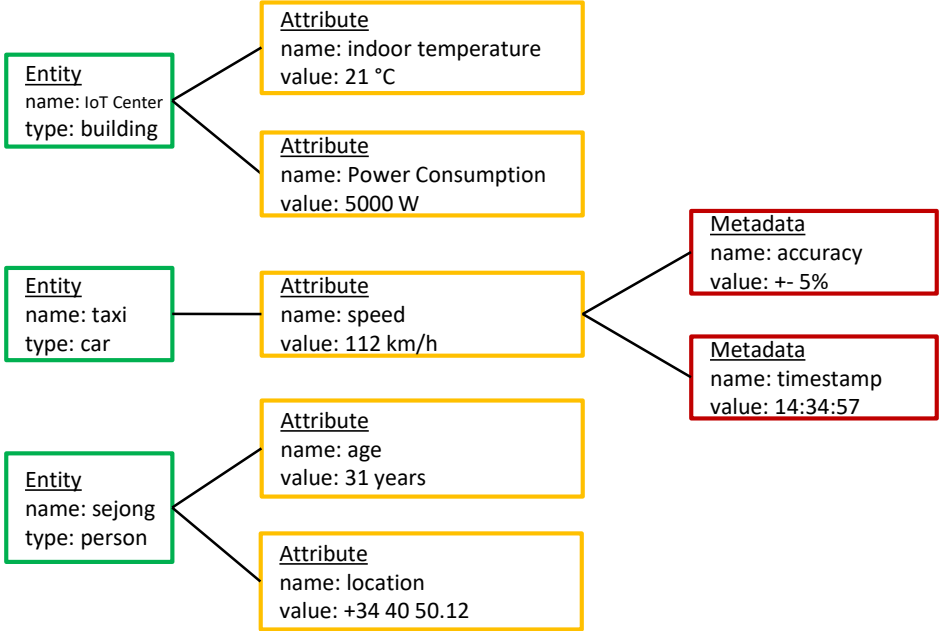 Entity
name: IoT Center
type: building
Attribute
name: indoor temperature
value: 21 °C
Attribute
name: Power Consumption
value: 5000 W
Entity
name: taxi
type: car
Attribute
name: speed
value: 112 km/h
Metadata
name: accuracy
value: +- 5%
Metadata
name: timestamp
value: 14:34:57
Entity
name: sejong
type: person
Attribute
name: age
value: 31 years
Attribute
name: location
value: +34 40 50.12